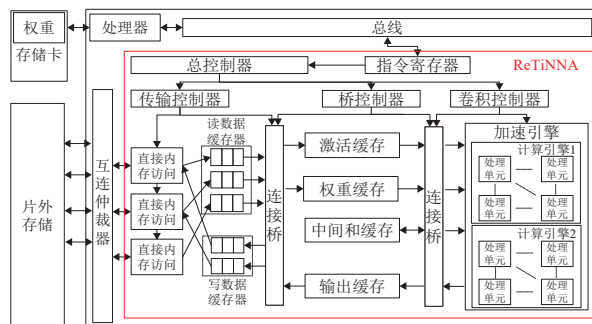 权重
存储卡
处理器
总线
ReTiNNA
总控制器
指令寄存器
传输控制器
桥控制器
卷积控制器
片外
存储
互连仲裁器
直接内
存访问
直接内
存访问
直接内
存访问
读数据
缓存器
写数据
缓存器
连接桥
激活缓存
权重缓存
中间和缓存
输出缓存
连接桥
加速引擎
计算引擎1
处理
单元
处理
单元
处理
单元
处理
单元
计算引擎2
处理
单元
处理
单元
处理
单元
处理
单元